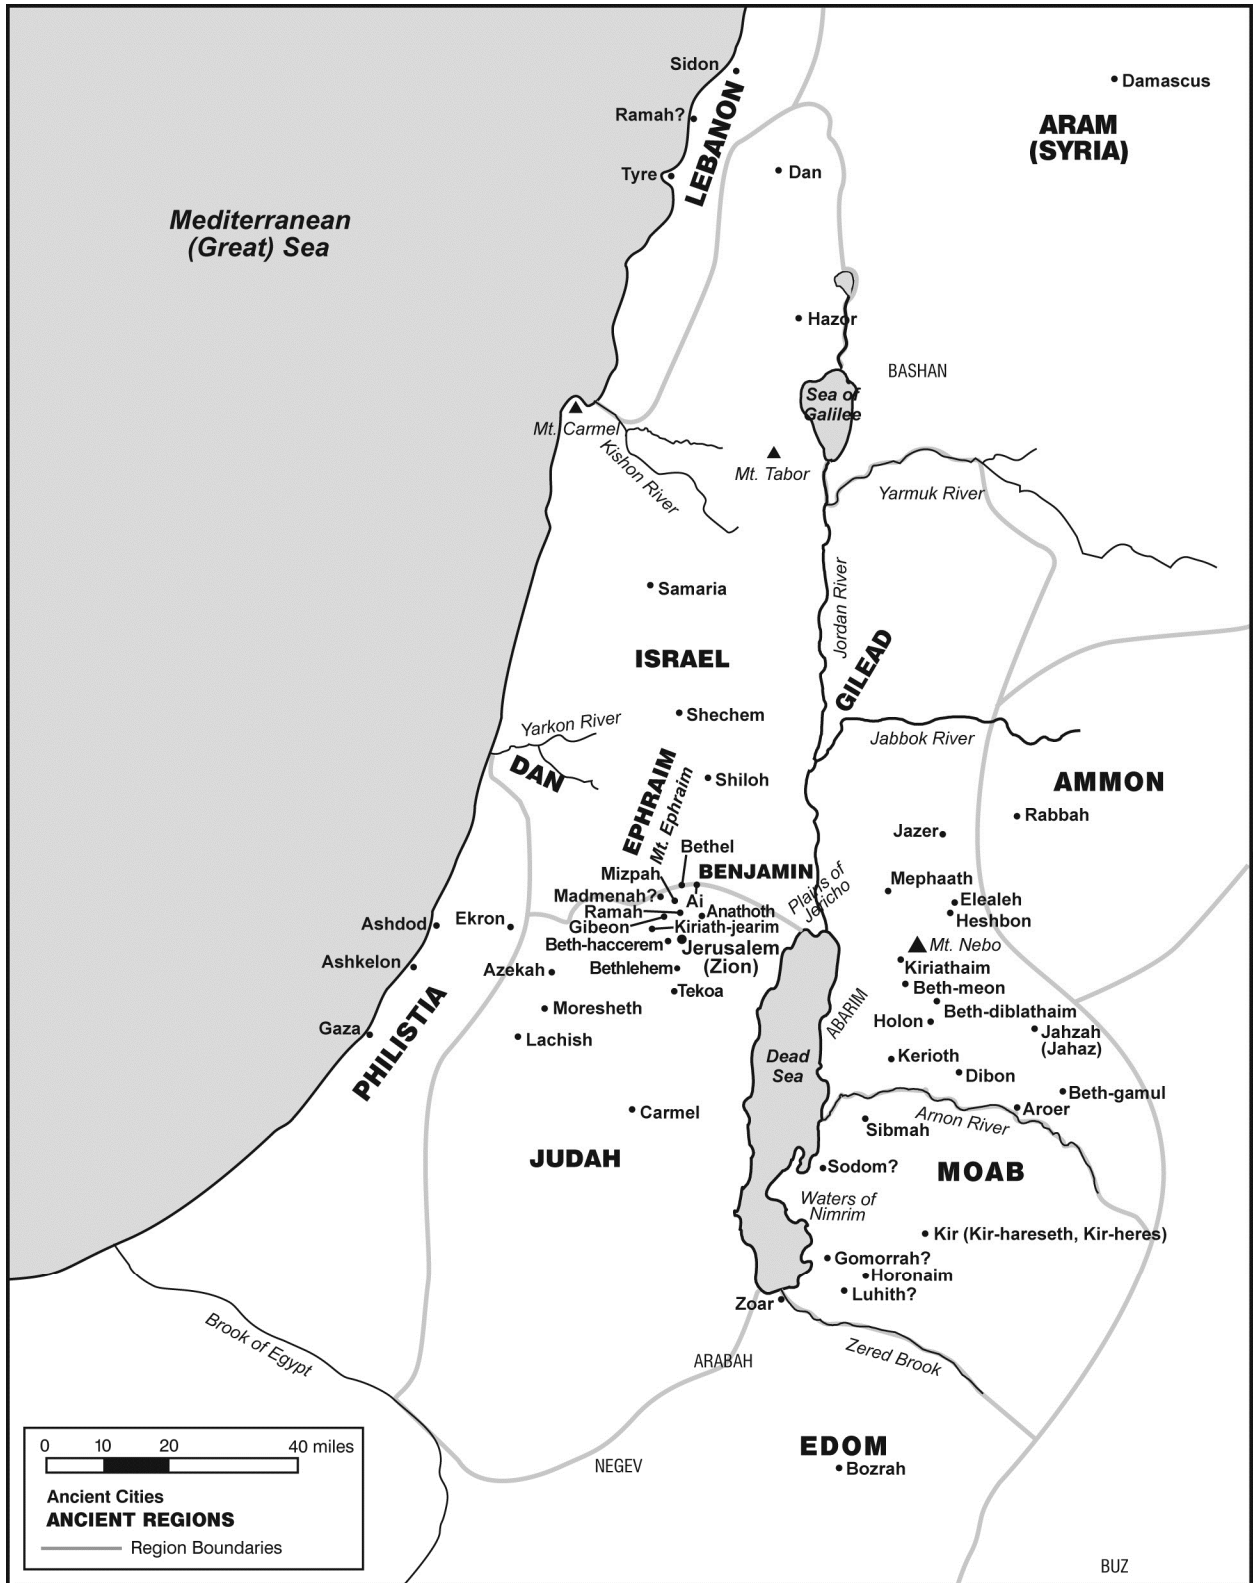 Sidon
Damascus
Ramah?
LEBANON
ARAM
(SYRIA)
Tyre
Dan
Mediterranean
(Great) Sea
Hazor
BASHAN
Sea of
Galilee
Mt. Carmel
Kishon River
Mt. Tabor
Yarmuk River
Jordan River
Samaria
ISRAEL
GILEAD
Shechem
Yarkon River
Jabbok River
DAN
EPHRAIM
Mt. Ephraim
Shiloh
AMMON
Rabbah
Jazer
Bethel
Mizpah
BENJAMIN
Plains of
Jericho
Mephaath
Madmenah?
Ai
Elealeh
Ramah
Anathoth
Heshbon
Ashdod
Ekron
Gibeon
Kiriath-jearim
Beth-haccerem
Jerusalem
(Zion)
Mt. Nebo
Ashkelon
Azekah
Bethlehem
Kiriathaim
Beth-meon
Tekoa
ABARIM
Beth-diblathaim
Moresheth
Holon
Gaza
PHILISTIA
Lachish
Jahzah
(Jahaz)
Dead
Sea
Kerioth
Dibon
Beth-gamul
Carmel
Aroer
Arnon River
Sibmah
JUDAH
Sodom?
MOAB
Waters of
Nimrim
Kir (Kir-hareseth, Kir-heres)
Gomorrah?
Horonaim
Luhith?
Zoar
Brook of Egypt
Zered Brook
ARABAH
EDOM
NEGEV
Bozrah
BUZ
0 10 20 40 miles
Ancient Cities
ANCIENT REGIONS
Region Boundaries